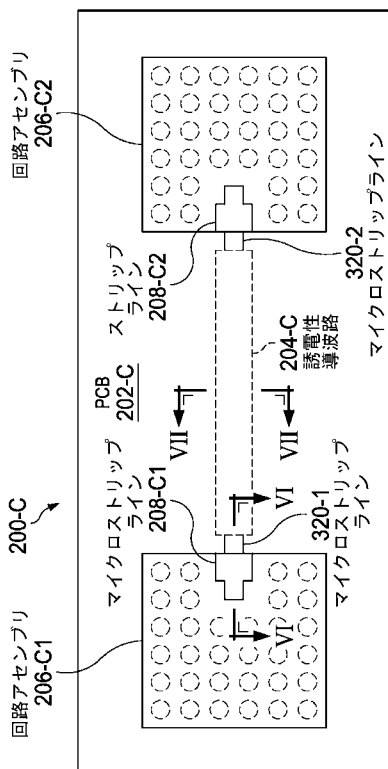 回路アセンブリ
206-C1
200-C
マイクロストリップ
ライン
208-C1
PCB
202-C
ストリップ
ライン
208-C2
回路アセンブリ
206-C2
VII
VII
VI
VI
320-1
マイクロストリップ
ライン
204-C
誘電性
導波路
320-2
マイクロストリップライン